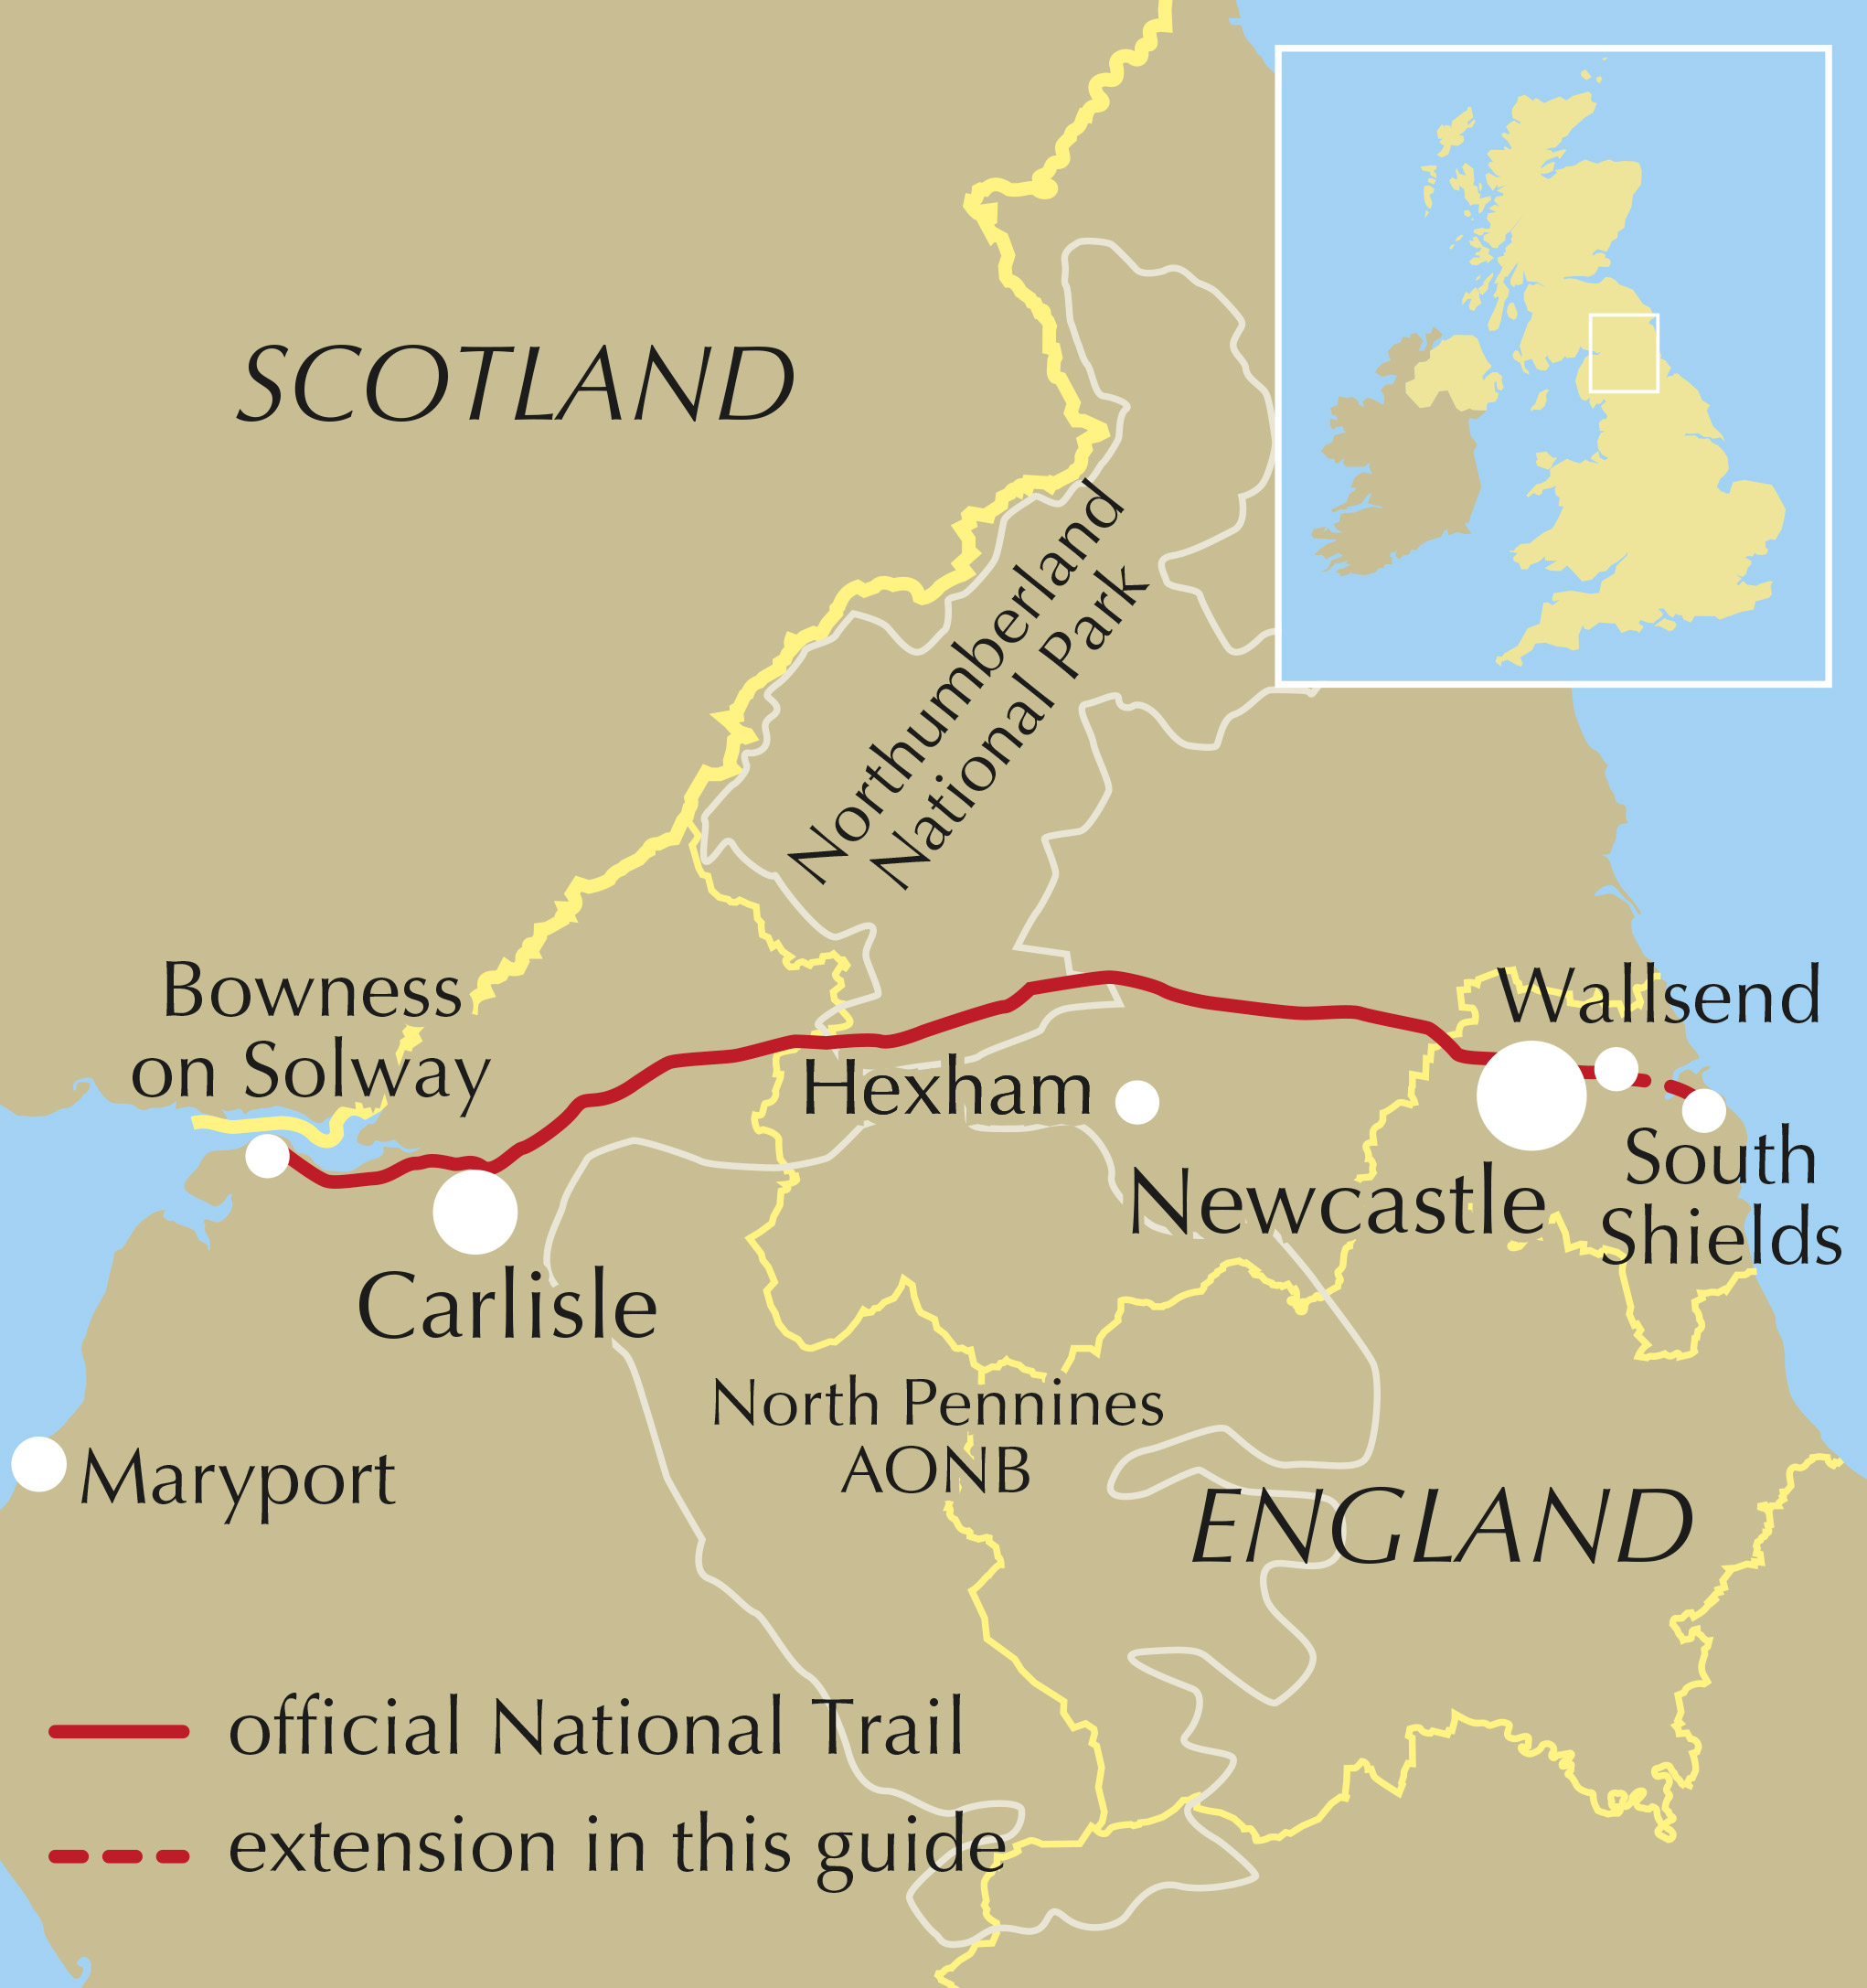 SCOTLAND
Northumberland
National Park
Bowness
on Solway
Wallsend
Hexham
South
Shields
Newcastle
Carlisle
North Pennines
AONB
Maryport
ENGLAND
official National Trail
extension in this guide